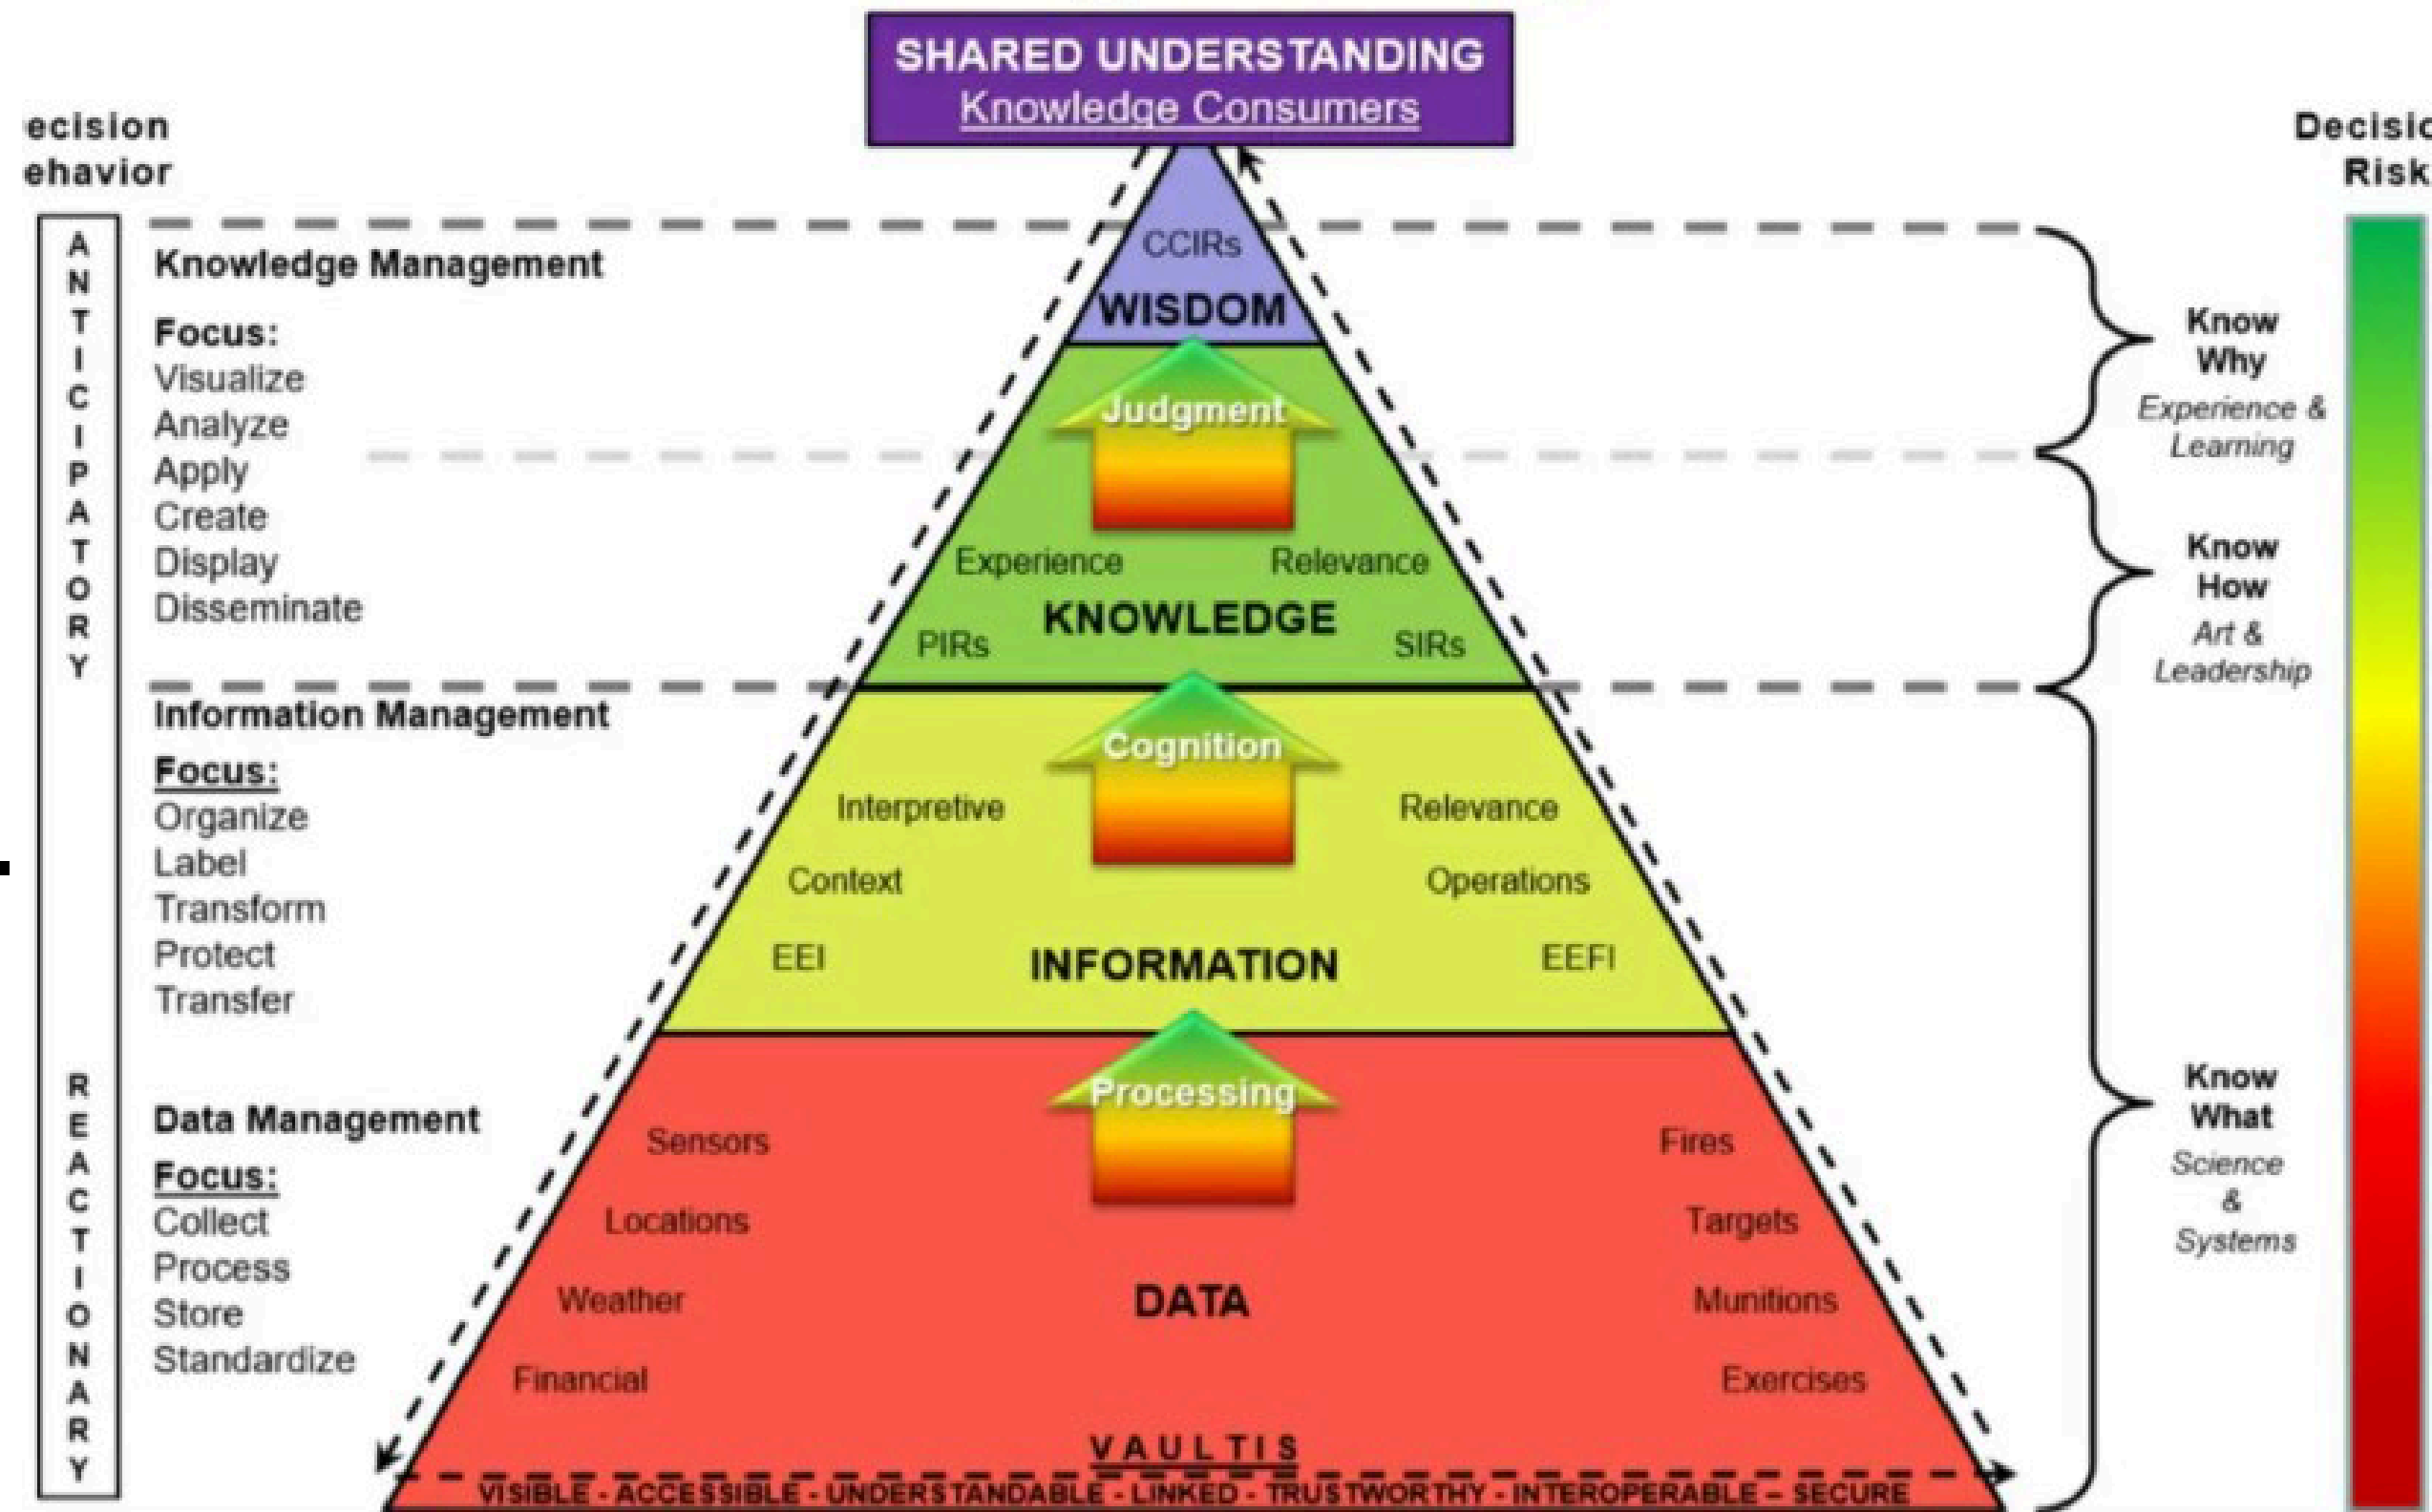 SHARED UNDERSTANDING
Knowledge Consumers
ecision
ehavior
Decisio
Risk
ANTICIPATORY
REACTIONARY
Knowledge Management
Focus:
Visualize
Analyze
Apply
Create
Display
Disseminate
Information Management
Focus:
Organize
Label
Transform
Protect
Transfer
Data Management
Focus:
Collect
Process
Store
Standardize
CCIRs
WISDOM
Judgment
Experience Relevance
KNOWLEDGE
PIRs SIRs
Cognition
Interpretive Relevance
Context Operations
EEI EEFI
INFORMATION
Processing
Sensors Fires
Locations Targets
Weather Munitions
DATA
Financial Exercises
VAULTIS
VISIBLE - ACCESSIBLE - UNDERSTANDABLE - LINKED - TRUSTWORTHY - INTEROPERABLE – SECURE
Know
Why
Experience &
Learning
Know
How
Art &
Leadership
Know
What
Science
&
Systems